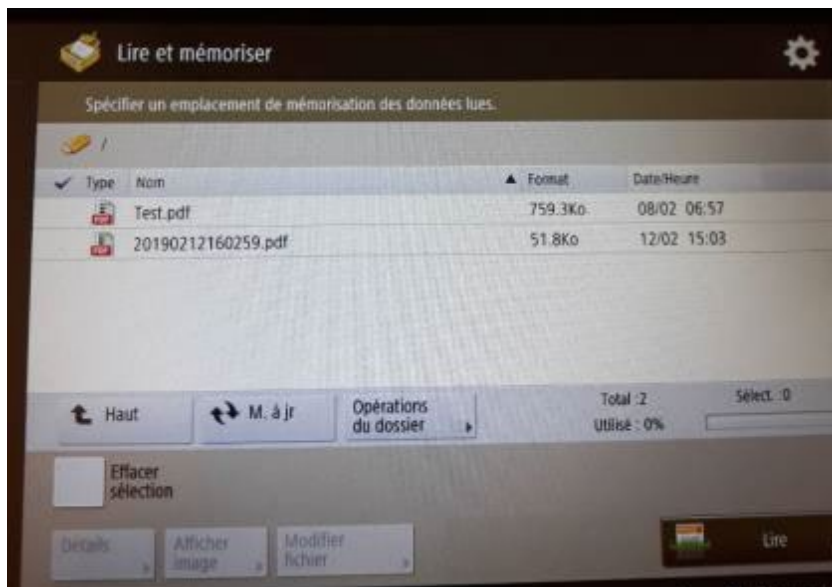 Lire et mémoriser
Spécifier un emplacement de mémorisation des données lues.
/
Type Nom ▲ Format Date/Heure
Test.pdf 759.3Ko 08/02 06:57
20190212160259.pdf 51.8Ko 12/02 15:03
Haut
M. à jr
Opérations
du dossier
Total :2
Sélect. :0
Utilisé : 0%
Effacer
sélection
Détails
Afficher
image
Modifier
fichier
Lire